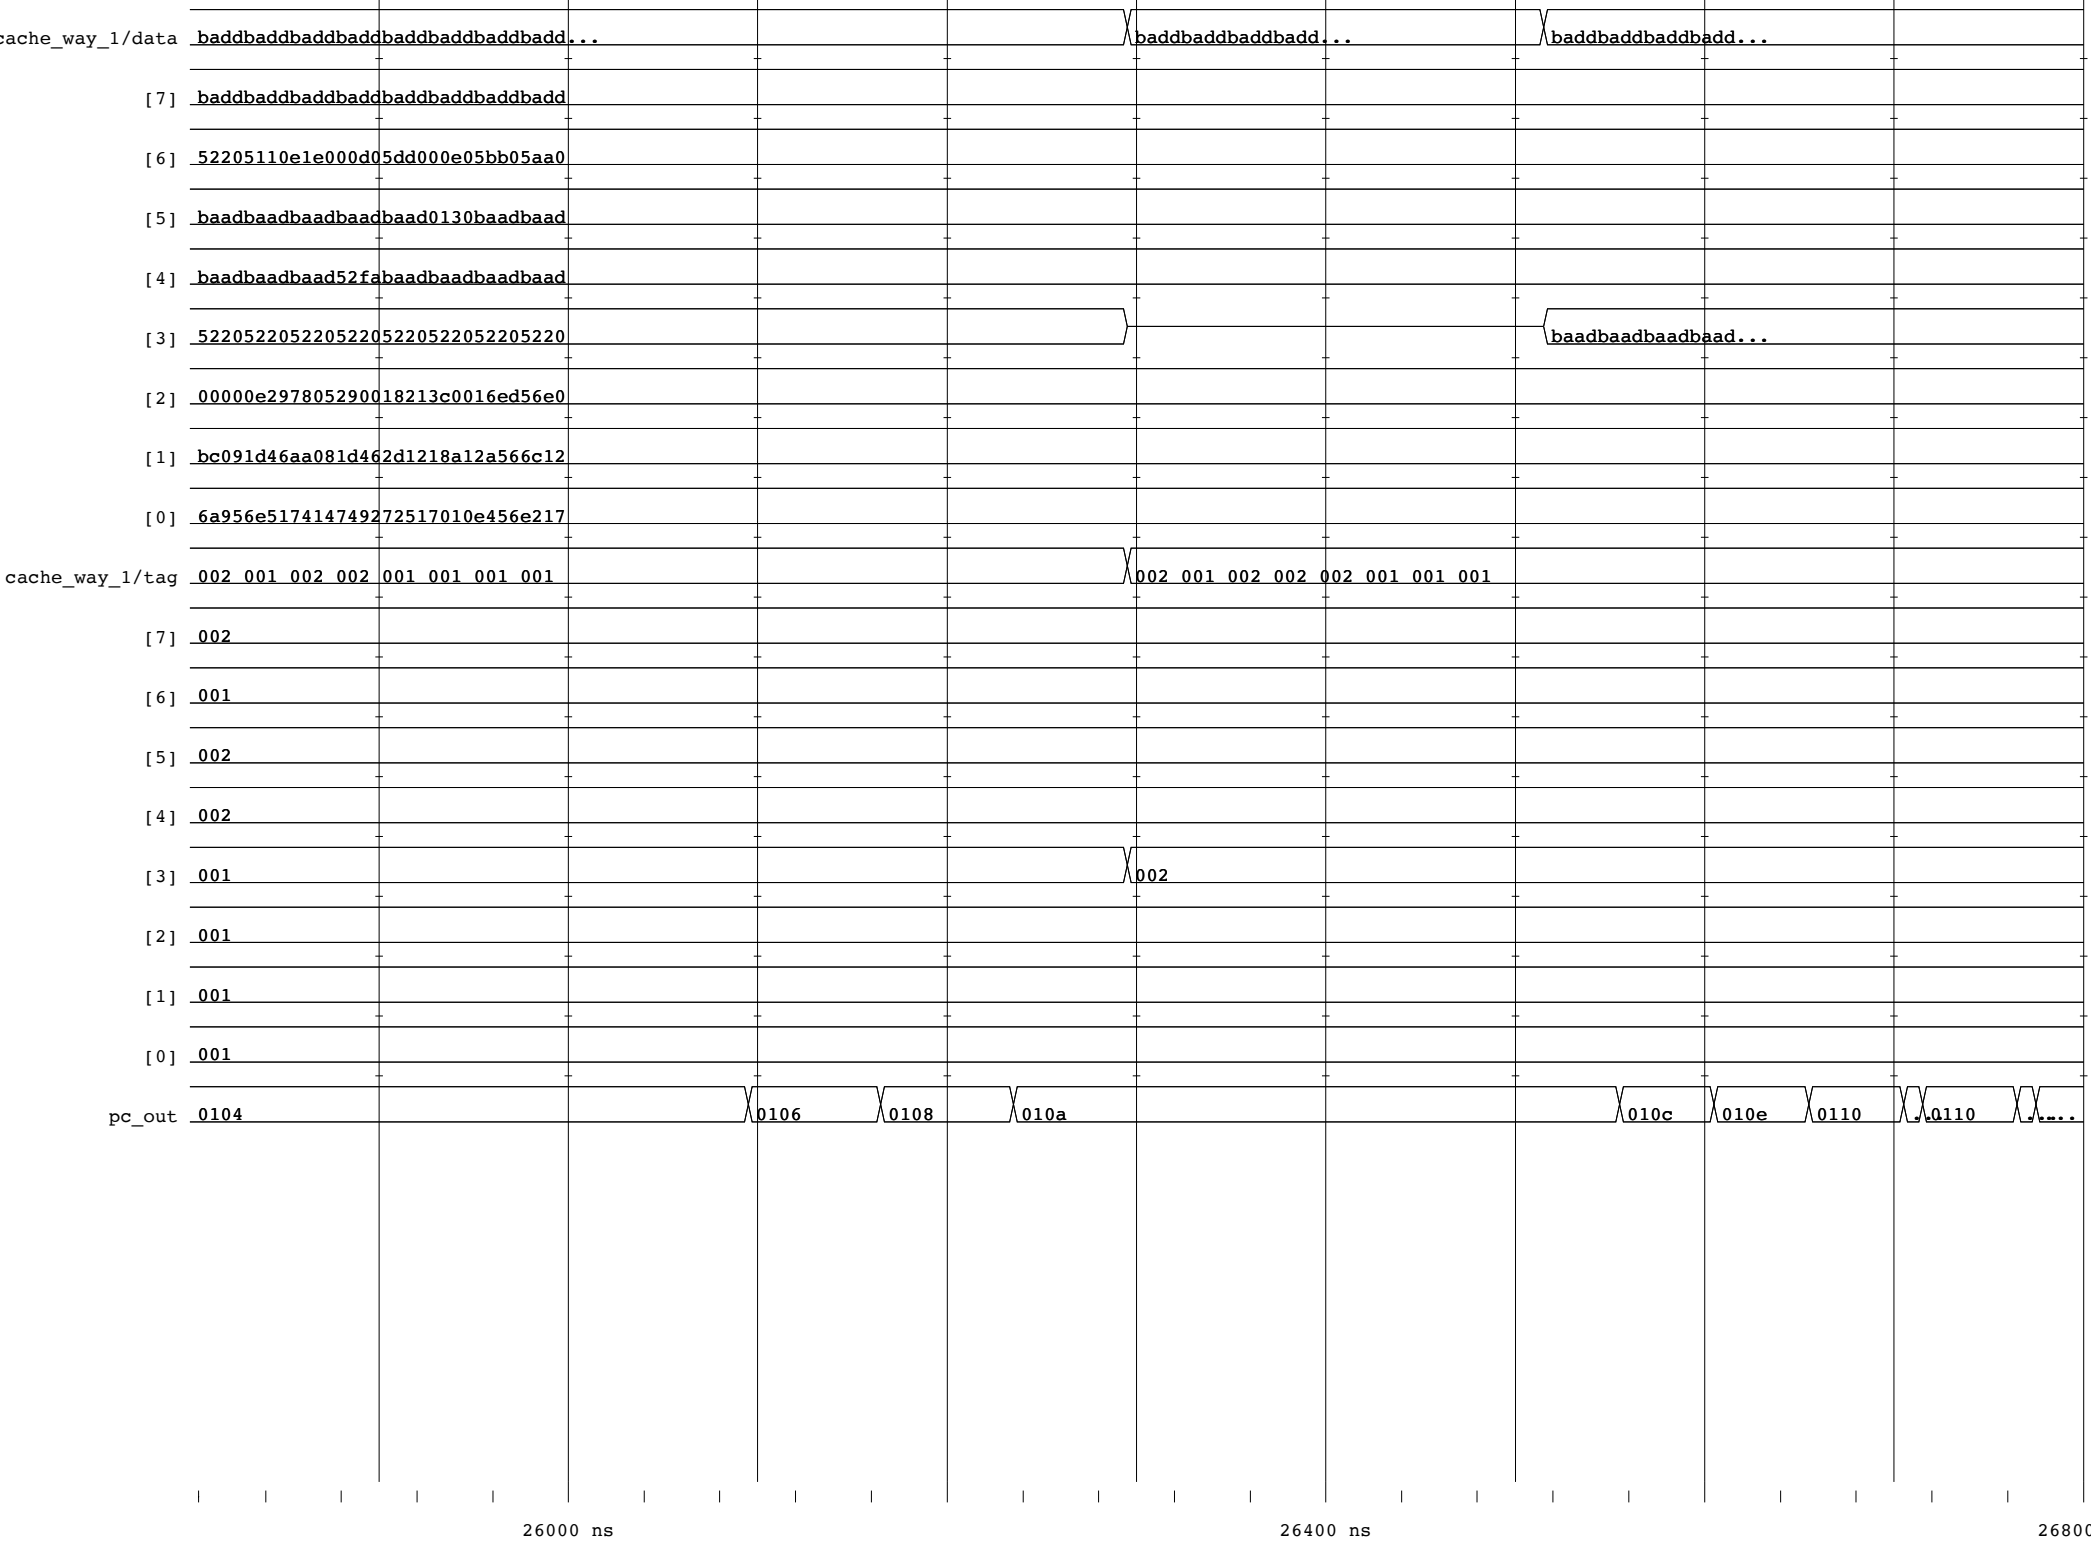 cache_way_1/data baddbaddbaddbaddbaddbaddbaddbadd... baddbaddbaddbadd... baddbaddbaddbadd...
[7] baddbaddbaddbaddbaddbaddbaddbadd
[6] 52205110e1e000d05dd000e05bb05aa0
[5] baadbaadbaadbaadbaad0130baadbaad
[4] baadbaadbaad52fabaadbaadbaadbaad
[3] 52205220522052205220522052205220 baadbaadbaadbaad...
[2] 00000e297805290018213c0016ed56e0
[1] bc091d46aa081d462d1218a12a566c12
[0] 6a956e517414749272517010e456e217
cache_way_1/tag 002 001 002 002 001 001 001 001 002 001 002 002 002 001 001 001
[7] 002
[6] 001
[5] 002
[4] 002
[3] 001 002
[2] 001
[1] 001
[0] 001
pc_out 0104 0106 0108 010a 010c 010e 0110 ... 0110 ... ...
26000 ns 26400 ns 26800